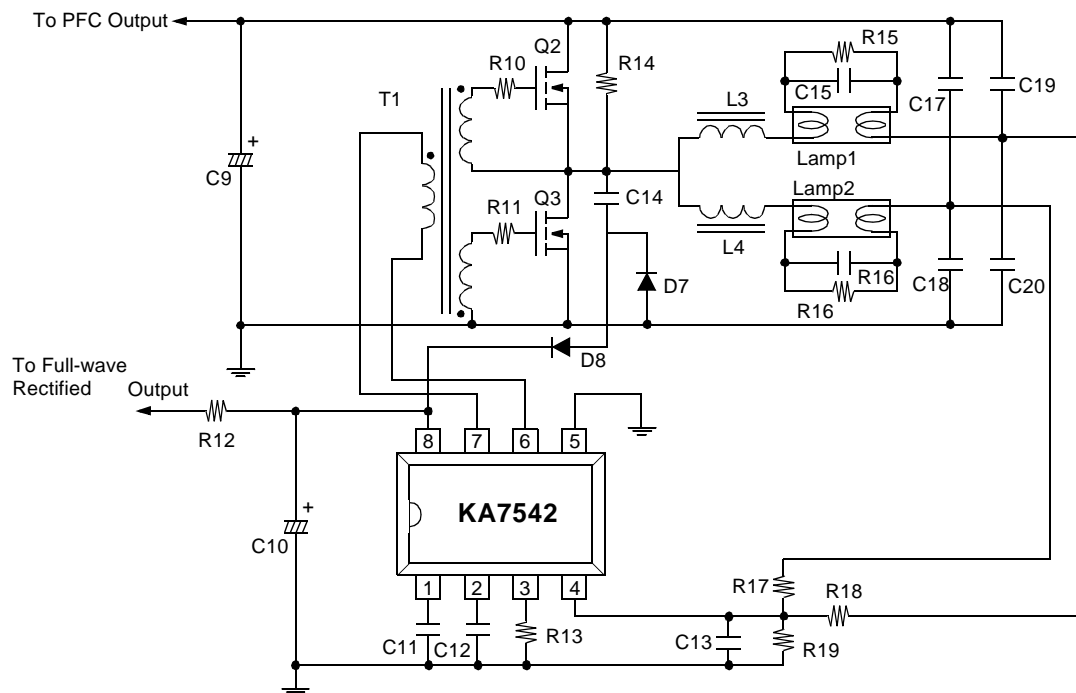 To PFC Output
Q2
R10
R14
R15
C15
C17
C19
T1
L3
Lamp1
+
C9
Q3
C14
Lamp2
R11
L4
D7
R16
C18
C20
R16
D8
To Full-wave
Rectified Output
R12
8 7 6 5
+
KA7542
C10
1 2 3 4
R17
R18
C11
C12
R13
C13
R19